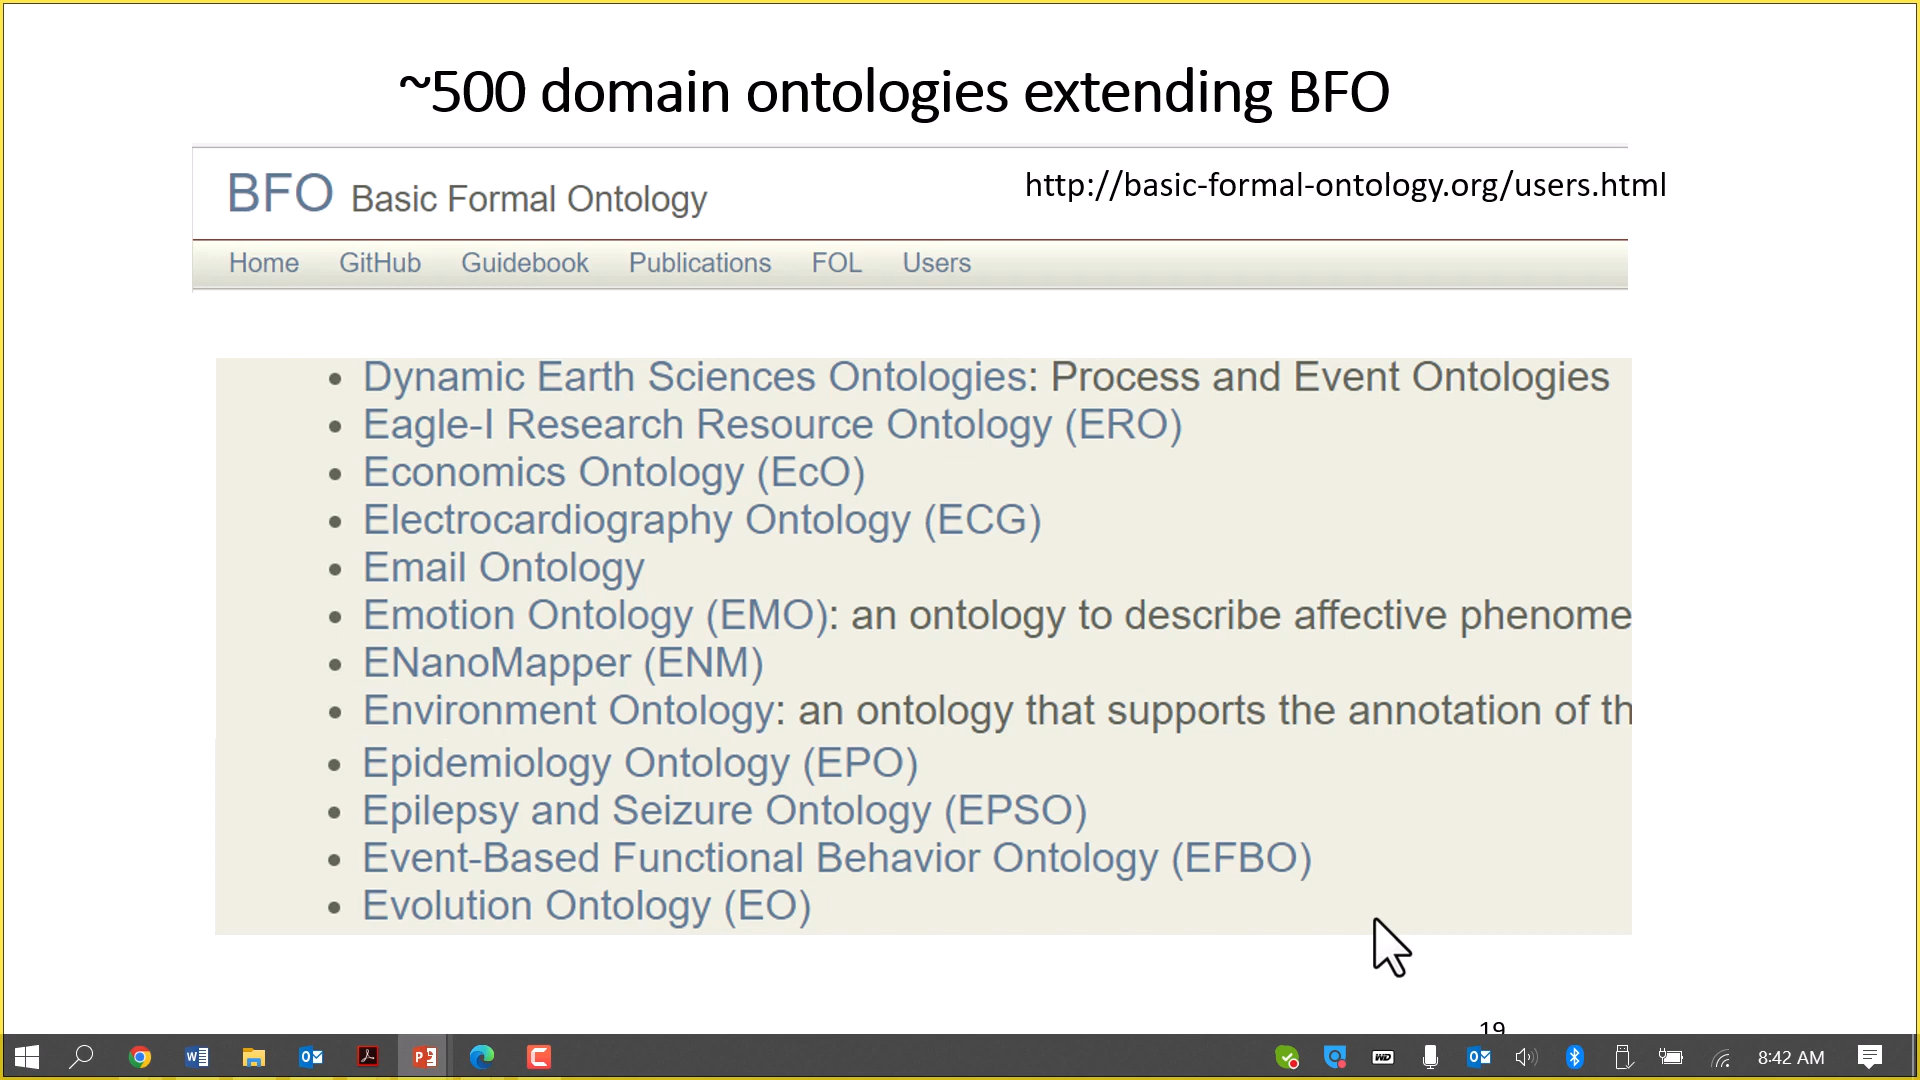 ~500 domain ontologies extending BFO
BFO Basic Formal Ontology
http://basic-formal-ontology.org/users.html
Home GitHub Guidebook Publications FOL Users
• Dynamic Earth Sciences Ontologies: Process and Event Ontologies
• Eagle-I Research Resource Ontology (ERO)
• Economics Ontology (EcO)
• Electrocardiography Ontology (ECG)
• Email Ontology
• Emotion Ontology (EMO): an ontology to describe affective phenome
• ENanoMapper (ENM)
• Environment Ontology: an ontology that supports the annotation of th
• Epidemiology Ontology (EPO)
• Epilepsy and Seizure Ontology (EPSO)
• Event-Based Functional Behavior Ontology (EFBO)
• Evolution Ontology (EO)
19
8:42 AM